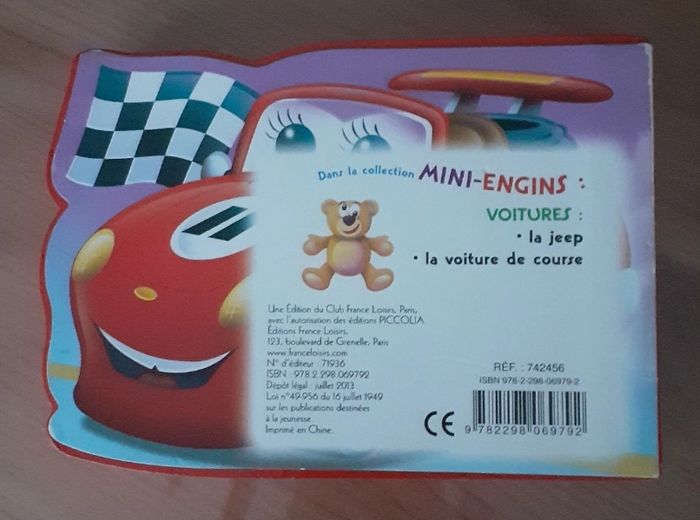 Dans la collection MINI-ENGINS :
VOITURES :
• la jeep
• la voiture de course
Une Édition du Club France Loisirs, Paris,
avec l'autorisation des éditions PICCOLIA
Éditions France Loisirs,
123, boulevard de Grenelle, Paris
www.franceloisirs.com
N° d'éditeur : 71936
ISBN : 978 2 298 069792
Dépôt légal : juillet 2013
Loi n°49-956 du 16 juillet 1949
sur les publications destinées
à la jeunesse
Imprimé en Chine.
RÉF. : 742456
ISBN 978-2-298-06979-2
CE
9 782298 069792